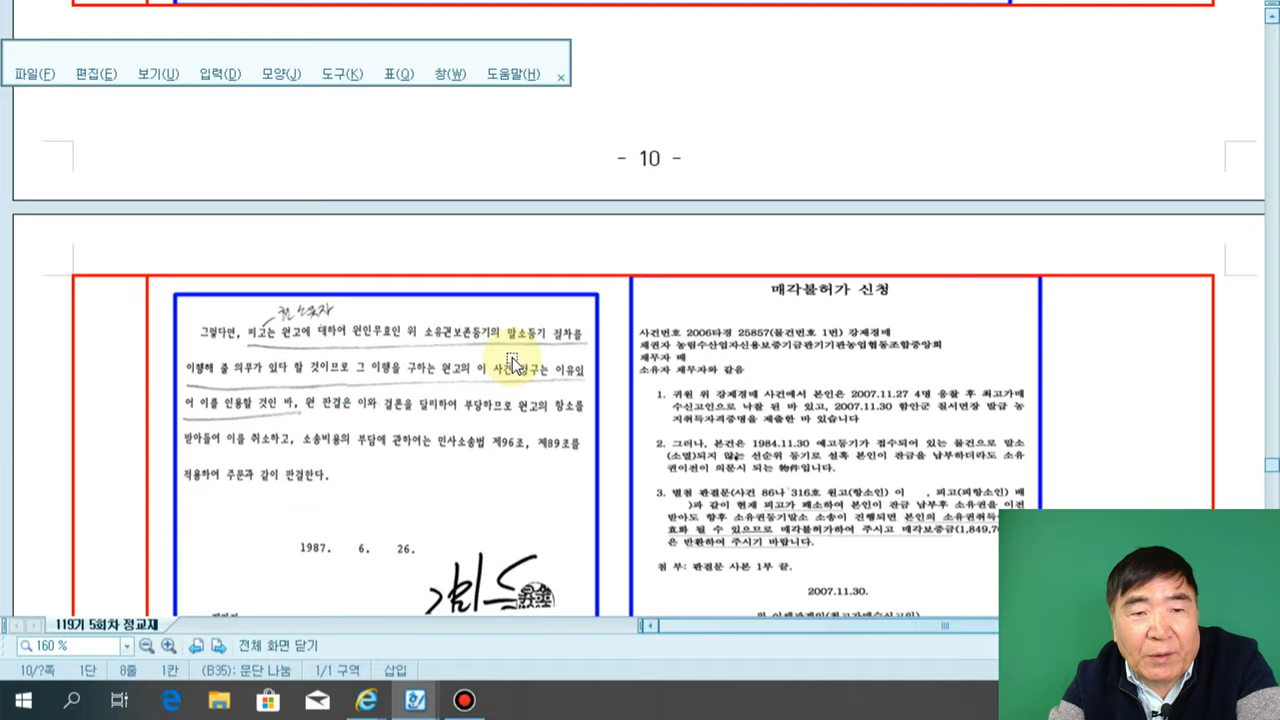 파일(F) 편집(E) 보기(U) 입력(D) 모양(J) 도구(K) 표(Q) 창(W) 도움말(H)
- 10 -
그렇다면, 피고는 원고에 대하여 원인무효인 위 소유권보존등기의 말소등기 절차를
이행해 줄 의무가 있다 할 것이므로 그 이행을 구하는 원고의 이 사건 청구는 이유있
어 이를 인용할 것인 바, 원 판결은 이와 결론을 달리하여 부당하므로 원고의 항소를
받아들여 이를 취소하고, 소송비용의 부담에 관하여는 민사소송법 제96조, 제89조를
적용하여 주문과 같이 판결한다.
1987. 6. 26.
매각불허가 신청
사건번호 2006타경 25857(물건번호 1번) 강제경매
채권자 농림수산업자신용보증기금관기기관농업협동조합중앙회
채무자 배
소유자 채무자와 같음
1. 귀원 위 강제경매 사건에서 본인은 2007.11.27 4명 응찰 후 최고가매
수신고인으로 낙찰 된 바 있고, 2007.11.30 함안군 칠서면장 발급 농
지취득자격증명을 제출한 바 있습니다
2. 그러나, 본건은 1984.11.30 예고등기가 접수되어 있는 물건으로 말소
(소멸)되지 않는 선순위 등기로 설혹 본인이 잔금을 납부하더라도 소유
권이전이 의문시 되는 物件입니다.
3. 별첨 판결문(사건 86나 316호 원고(항소인) 이 , 피고(피항소인) 배
)과 같이 현재 피고가 패소하여 본인이 잔금 납부후 소유권을 이전
받아도 향후 소유권등기말소 소송이 진행되면 본인의 소유권취득
효화 될 수 있으므로 매각불허가하여 주시고 매각보증금(1,849,7
은 반환하여 주시기 바랍니다.
첨 부: 판결문 사본 1부 끝.
2007.11.30.
119기 5회차 정교재
160 % 전체 화면 닫기
10/?쪽 1단 8줄 1칸 (B35): 문단 나눔 1/1 구역 삽입